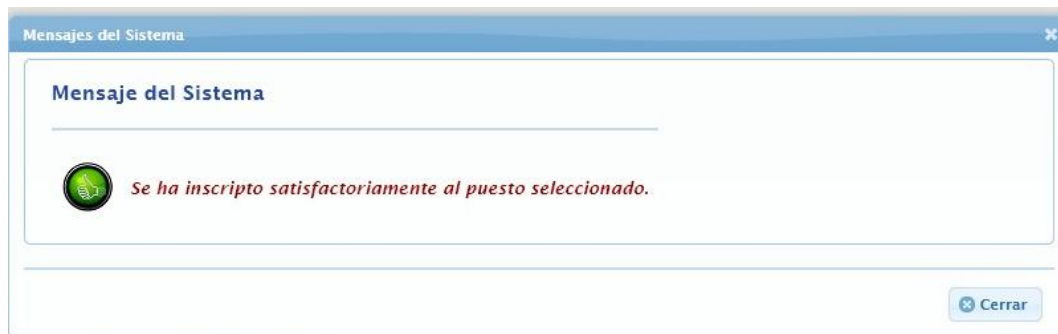 Mensajes del Sistema
Mensaje del Sistema
Se ha inscripto satisfactoriamente al puesto seleccionado.
Cerrar